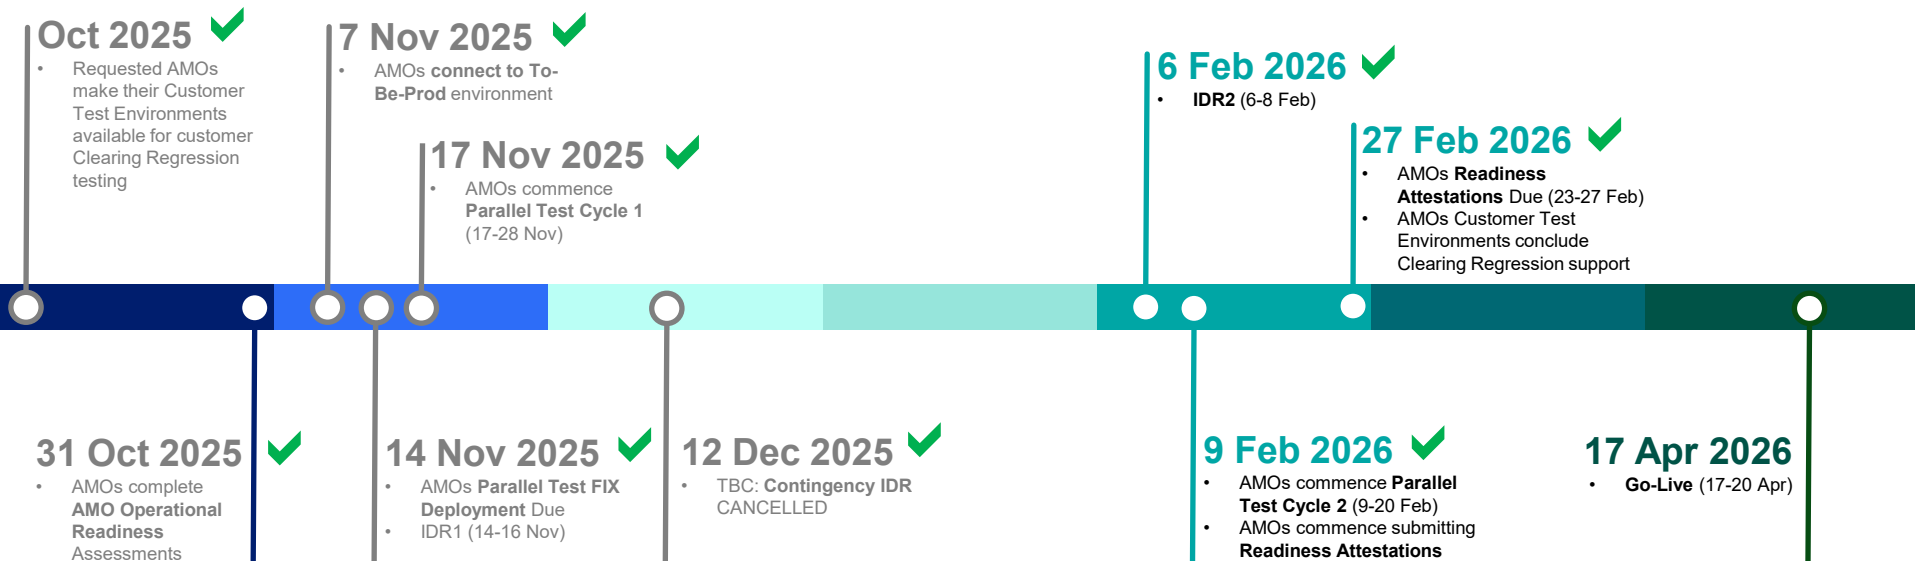 Oct 2025
• Requested AMOs
make their Customer
Test Environments
available for customer
Clearing Regression
testing
7 Nov 2025
• AMOs connect to To-
Be-Prod environment
17 Nov 2025
• AMOs commence
Parallel Test Cycle 1
(17-28 Nov)
6 Feb 2026
• IDR2 (6-8 Feb)
27 Feb 2026
• AMOs Readiness
Attestations Due (23-27 Feb)
• AMOs Customer Test
Environments conclude
Clearing Regression support
31 Oct 2025
• AMOs complete
AMO Operational
Readiness
Assessments
14 Nov 2025
• AMOs Parallel Test FIX
Deployment Due
• IDR1 (14-16 Nov)
12 Dec 2025
• TBC: Contingency IDR
CANCELLED
9 Feb 2026
• AMOs commence Parallel
Test Cycle 2 (9-20 Feb)
• AMOs commence submitting
Readiness Attestations
17 Apr 2026
• Go-Live (17-20 Apr)